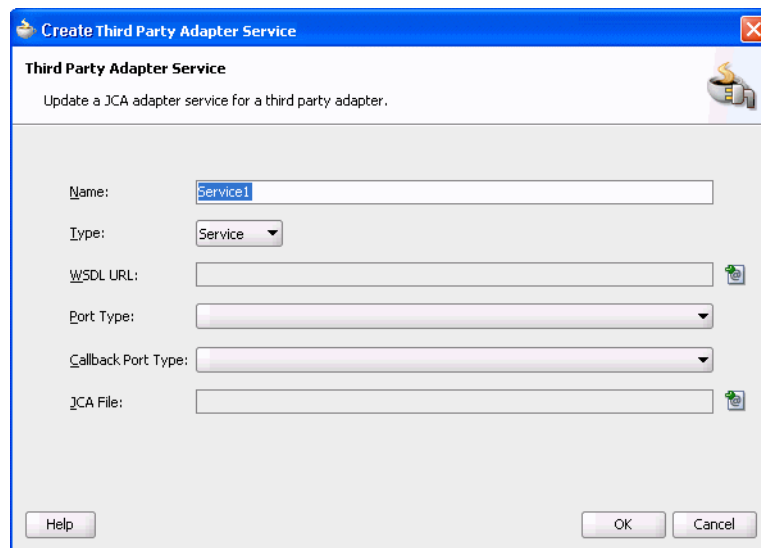 Create Third Party Adapter Service
Third Party Adapter Service
Update a JCA adapter service for a third party adapter.
Name:
Service1
Type:
Service
WSDL URL:
Port Type:
Callback Port Type:
JCA File:
Help
OK
Cancel